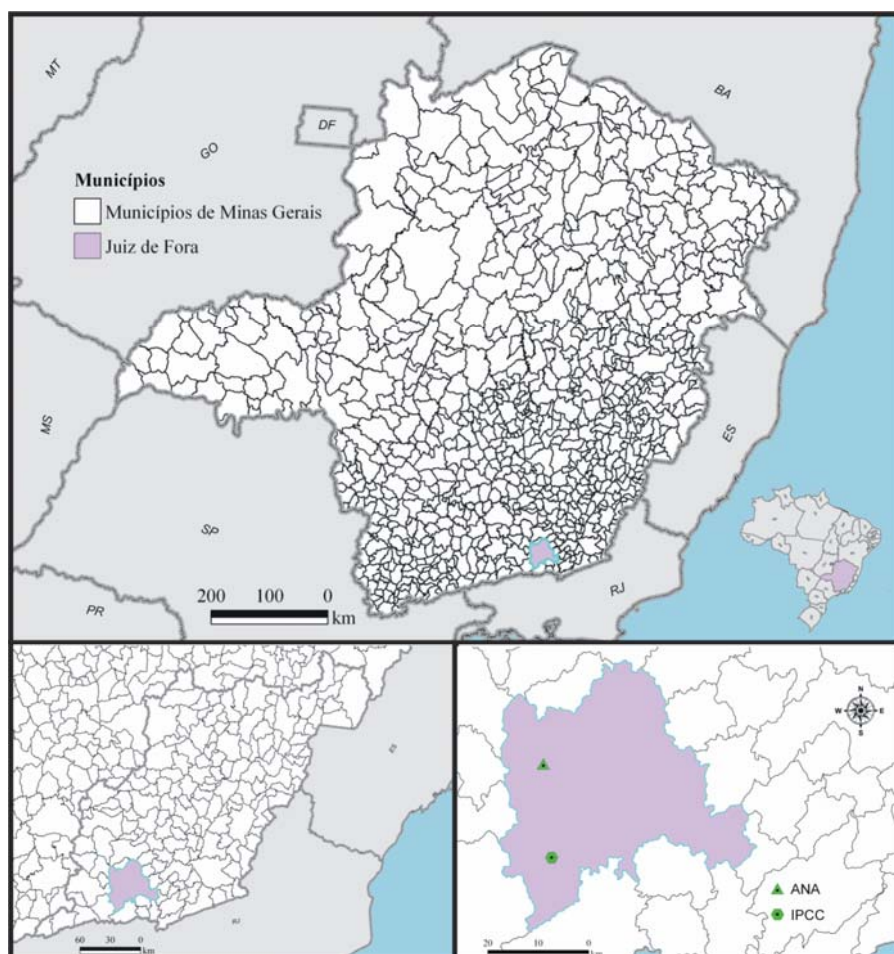 MT
BA
DF
GO
Municípios
Municípios de Minas Gerais
Juiz de Fora
MS
ES
SP
RJ
PR
200 100 0
km
ES
N
W E
S
ANA
IPCC
60 30 0
km
20 10 0
km